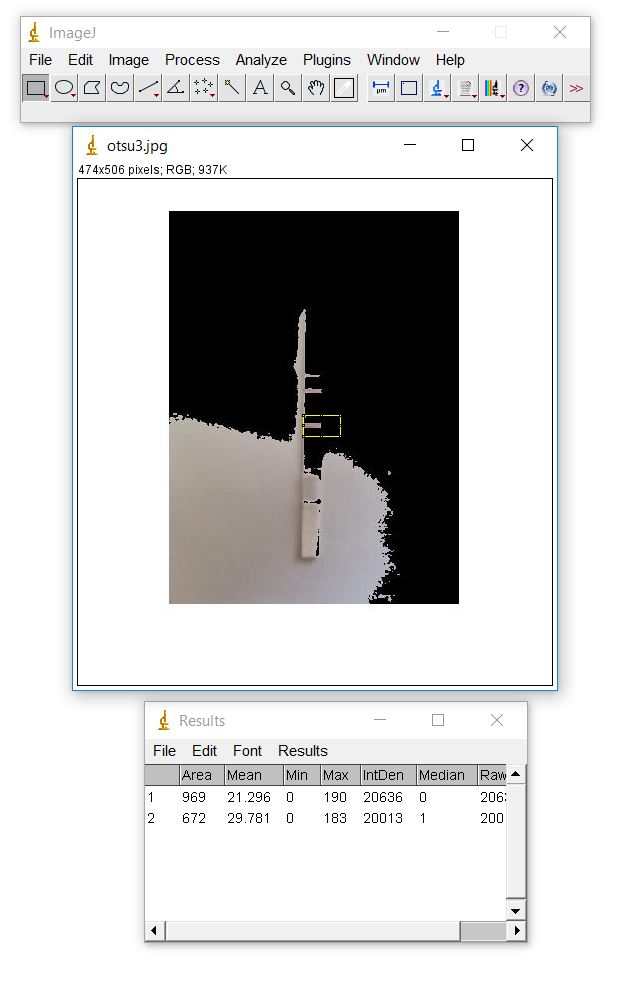 ImageJ
File Edit Image Process Analyze Plugins Window Help
A µm ? >>
otsu3.jpg
474x506 pixels; RGB; 937K
Results
File Edit Font Results
Area Mean Min Max IntDen Median Raw
1 969 21.296 0 190 20636 0
2 672 29.781 0 183 20013 1 200